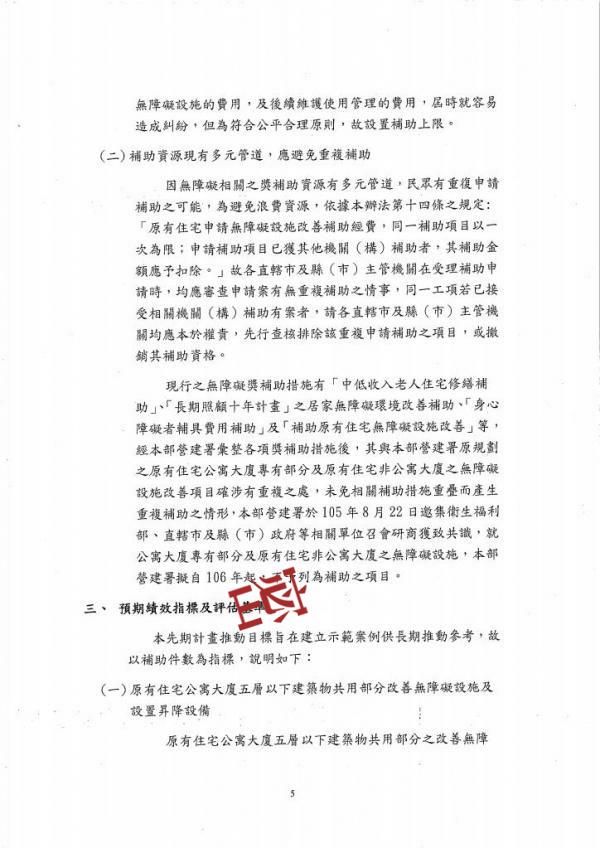 無障礙設施的費用，及後續維護使用管理的費用，屆時就容易
造成糾紛，但為符合公平合理原則，故設置補助上限。
(二)補助資源現有多元管道，應避免重複補助
因無障礙相關之獎補助資源有多元管道，民眾有重復申請
補助之可能，為避免浪費資源，依據本辦法第十四條之規定:
「原有住宅申請無障礙設施改善補助經費，同一補助項目以一
次為限；申請補助項目已獲其他機關（構）補助者，其補助金
額應予扣除。」故各直轄市及縣（市）主管機關在受理補助申
請時，均應審查申請案有無重複補助之情事，同一工項若已接
受相關機關（構）補助有案者，請各直轄市及縣（市）主管機
關均應本於權責，先行查核排除該重複申請補助之項目，或撤
銷其補助資格。
現行之無障礙獎補助措施有「中低收入老人住宅修繕補
助」、「長期照顧十年計畫」之居家無障礙環境改善補助、「身心
障礙者輔具費用補助」及「補助原有住宅無障礙設施改善」等，
經本部營建署彙整各項獎補助措施後，其與本部營建署原規劃
之原有住宅公寓大廈專有部分及原有住宅非公寓大廈之無障礙
設施改善項目確涉有重複之處，未免相關補助措施重疊而產生
重複補助之情形，本部營建署於105年8月22日邀集衛生福利
部、直轄市及縣（市）政府等相關單位召會研商獲致共識，就
公寓大廈專有部分及原有住宅非公寓大廈之無障礙設施，本部
營建署擬自106年起，不予列為補助之項目。
三、 預期績效指標及評估基準
本先期計畫推動目標旨在建立示範案例供長期推動參考，故
以補助件數為指標，說明如下：
(一)原有住宅公寓大廈五層以下建築物共用部分改善無障礙設施及
設置昇降設備
原有住宅公寓大廈五層以下建築物共用部分之改善無障
5